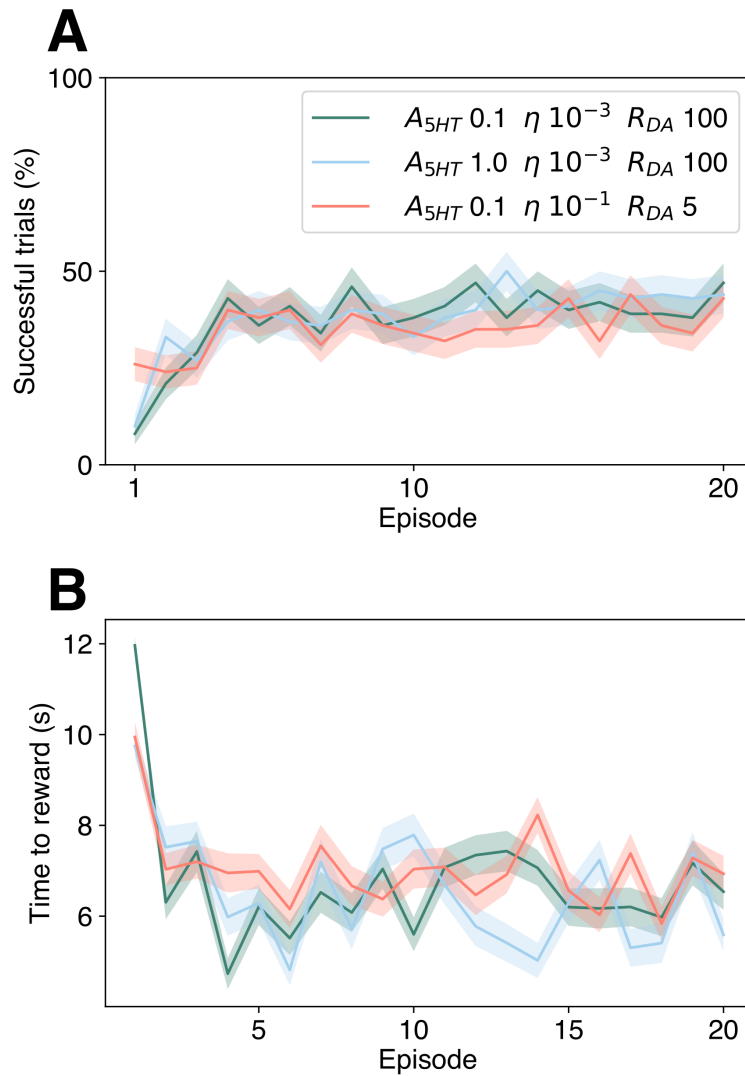 A
100
A5HT 0.1 η 10⁻³ RDA 100
A5HT 1.0 η 10⁻³ RDA 100
A5HT 0.1 η 10⁻¹ RDA 5
Successful trials (%)
50
0
1
10
20
Episode
B
12
10
8
6
Time to reward (s)
5
10
15
20
Episode